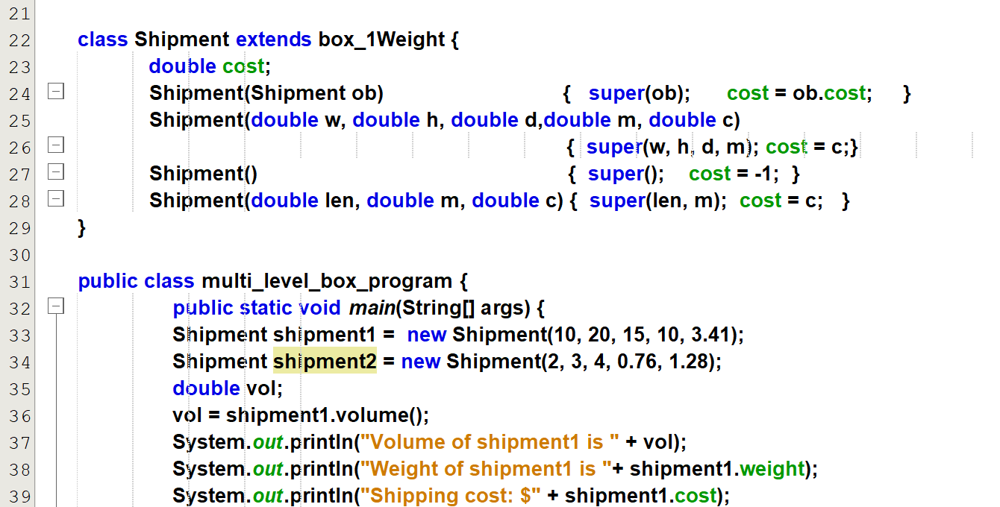 21
22 class Shipment extends box_1Weight {
23 double cost;
24 Shipment(Shipment ob) { super(ob); cost = ob.cost; }
25 Shipment(double w, double h, double d,double m, double c)
26 { super(w, h, d, m); cost = c;}
27 Shipment() { super(); cost = -1; }
28 Shipment(double len, double m, double c) { super(len, m); cost = c; }
29 }
30
31 public class multi_level_box_program {
32 public static void main(String[] args) {
33 Shipment shipment1 = new Shipment(10, 20, 15, 10, 3.41);
34 Shipment shipment2 = new Shipment(2, 3, 4, 0.76, 1.28);
35 double vol;
36 vol = shipment1.volume();
37 System.out.println("Volume of shipment1 is " + vol);
38 System.out.println("Weight of shipment1 is "+ shipment1.weight);
39 System.out.println("Shipping cost: $" + shipment1.cost);